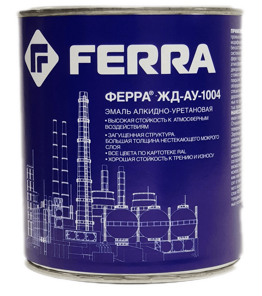 FERRA
ФЕРРА® ЖД-АУ-1004
ЭМАЛЬ АЛКИДНО-УРЕТАНОВАЯ
• ВЫСОКАЯ СТОЙКОСТЬ К АТМОСФЕРНЫМ
ВОЗДЕЙСТВИЯМ
• ЗАГУЩЕННАЯ СТРУКТУРА,
БОЛЬШАЯ ТОЛЩИНА НЕСТЕКАЮЩЕГО МОКРОГО
СЛОЯ
• ВСЕ ЦВЕТА ПО КАРТОТЕКЕ RAL
• ХОРОШАЯ СТОЙКОСТЬ К ТРЕНИЮ И ИЗНОСУ